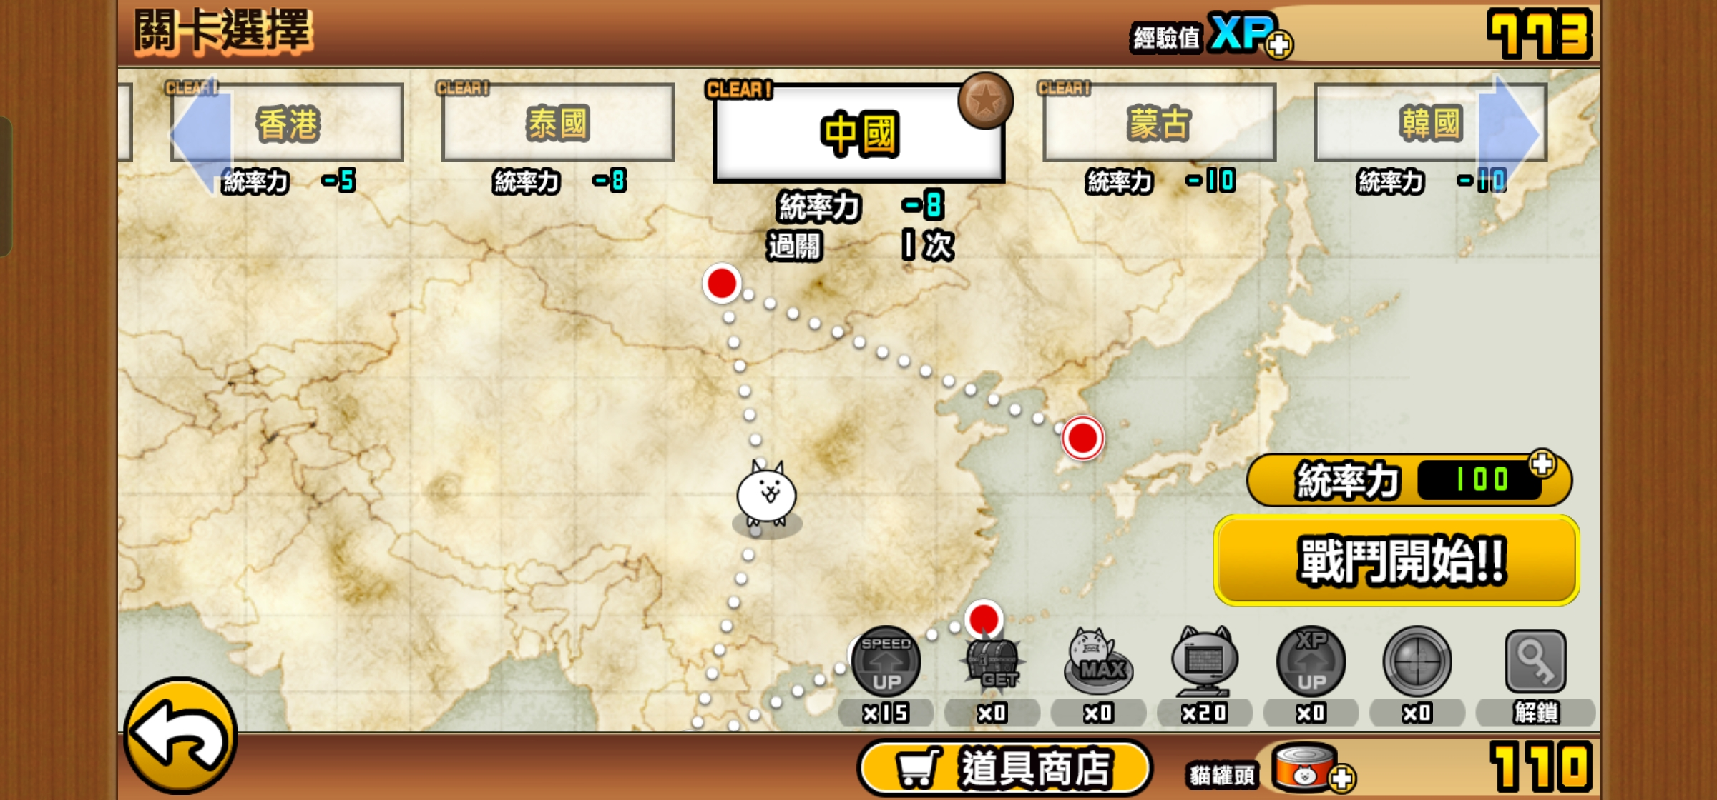 關卡選擇
經驗值 XP 773
CLEAR! CLEAR! CLEAR! CLEAR!
香港 泰國 中國 蒙古 韓國
統率力 -5 統率力 -8 統率力 -8 統率力 -10 統率力 -10
過關 1 次
統率力 100
戰鬥開始!!
SPEED UP GET MAX XP UP
x15 x0 x0 x20 x0 x0 解鎖
道具商店 貓罐頭 110